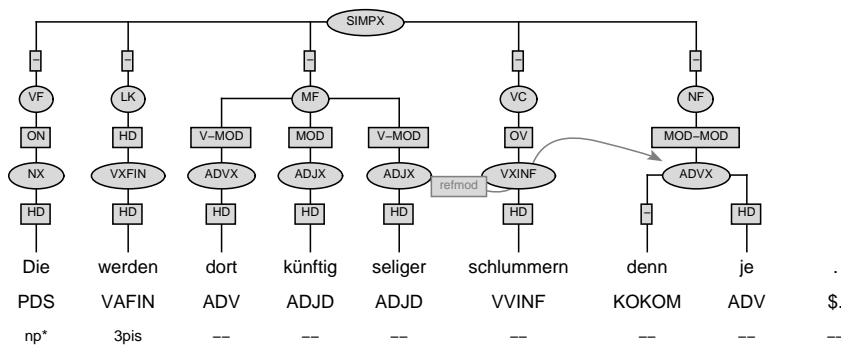 SIMPX
– – – – –
VF LK MF VC NF
ON HD V–MOD MOD V–MOD OV MOD–MOD
NX VXFIN ADVX ADJX ADJX refmod VXINF ADVX
HD HD HD HD HD HD – HD
Die werden dort künftig seliger schlummern denn je .
PDS VAFIN ADV ADJD ADJD VVINF KOKOM ADV $.
np* 3pis –– –– –– –– –– –– ––